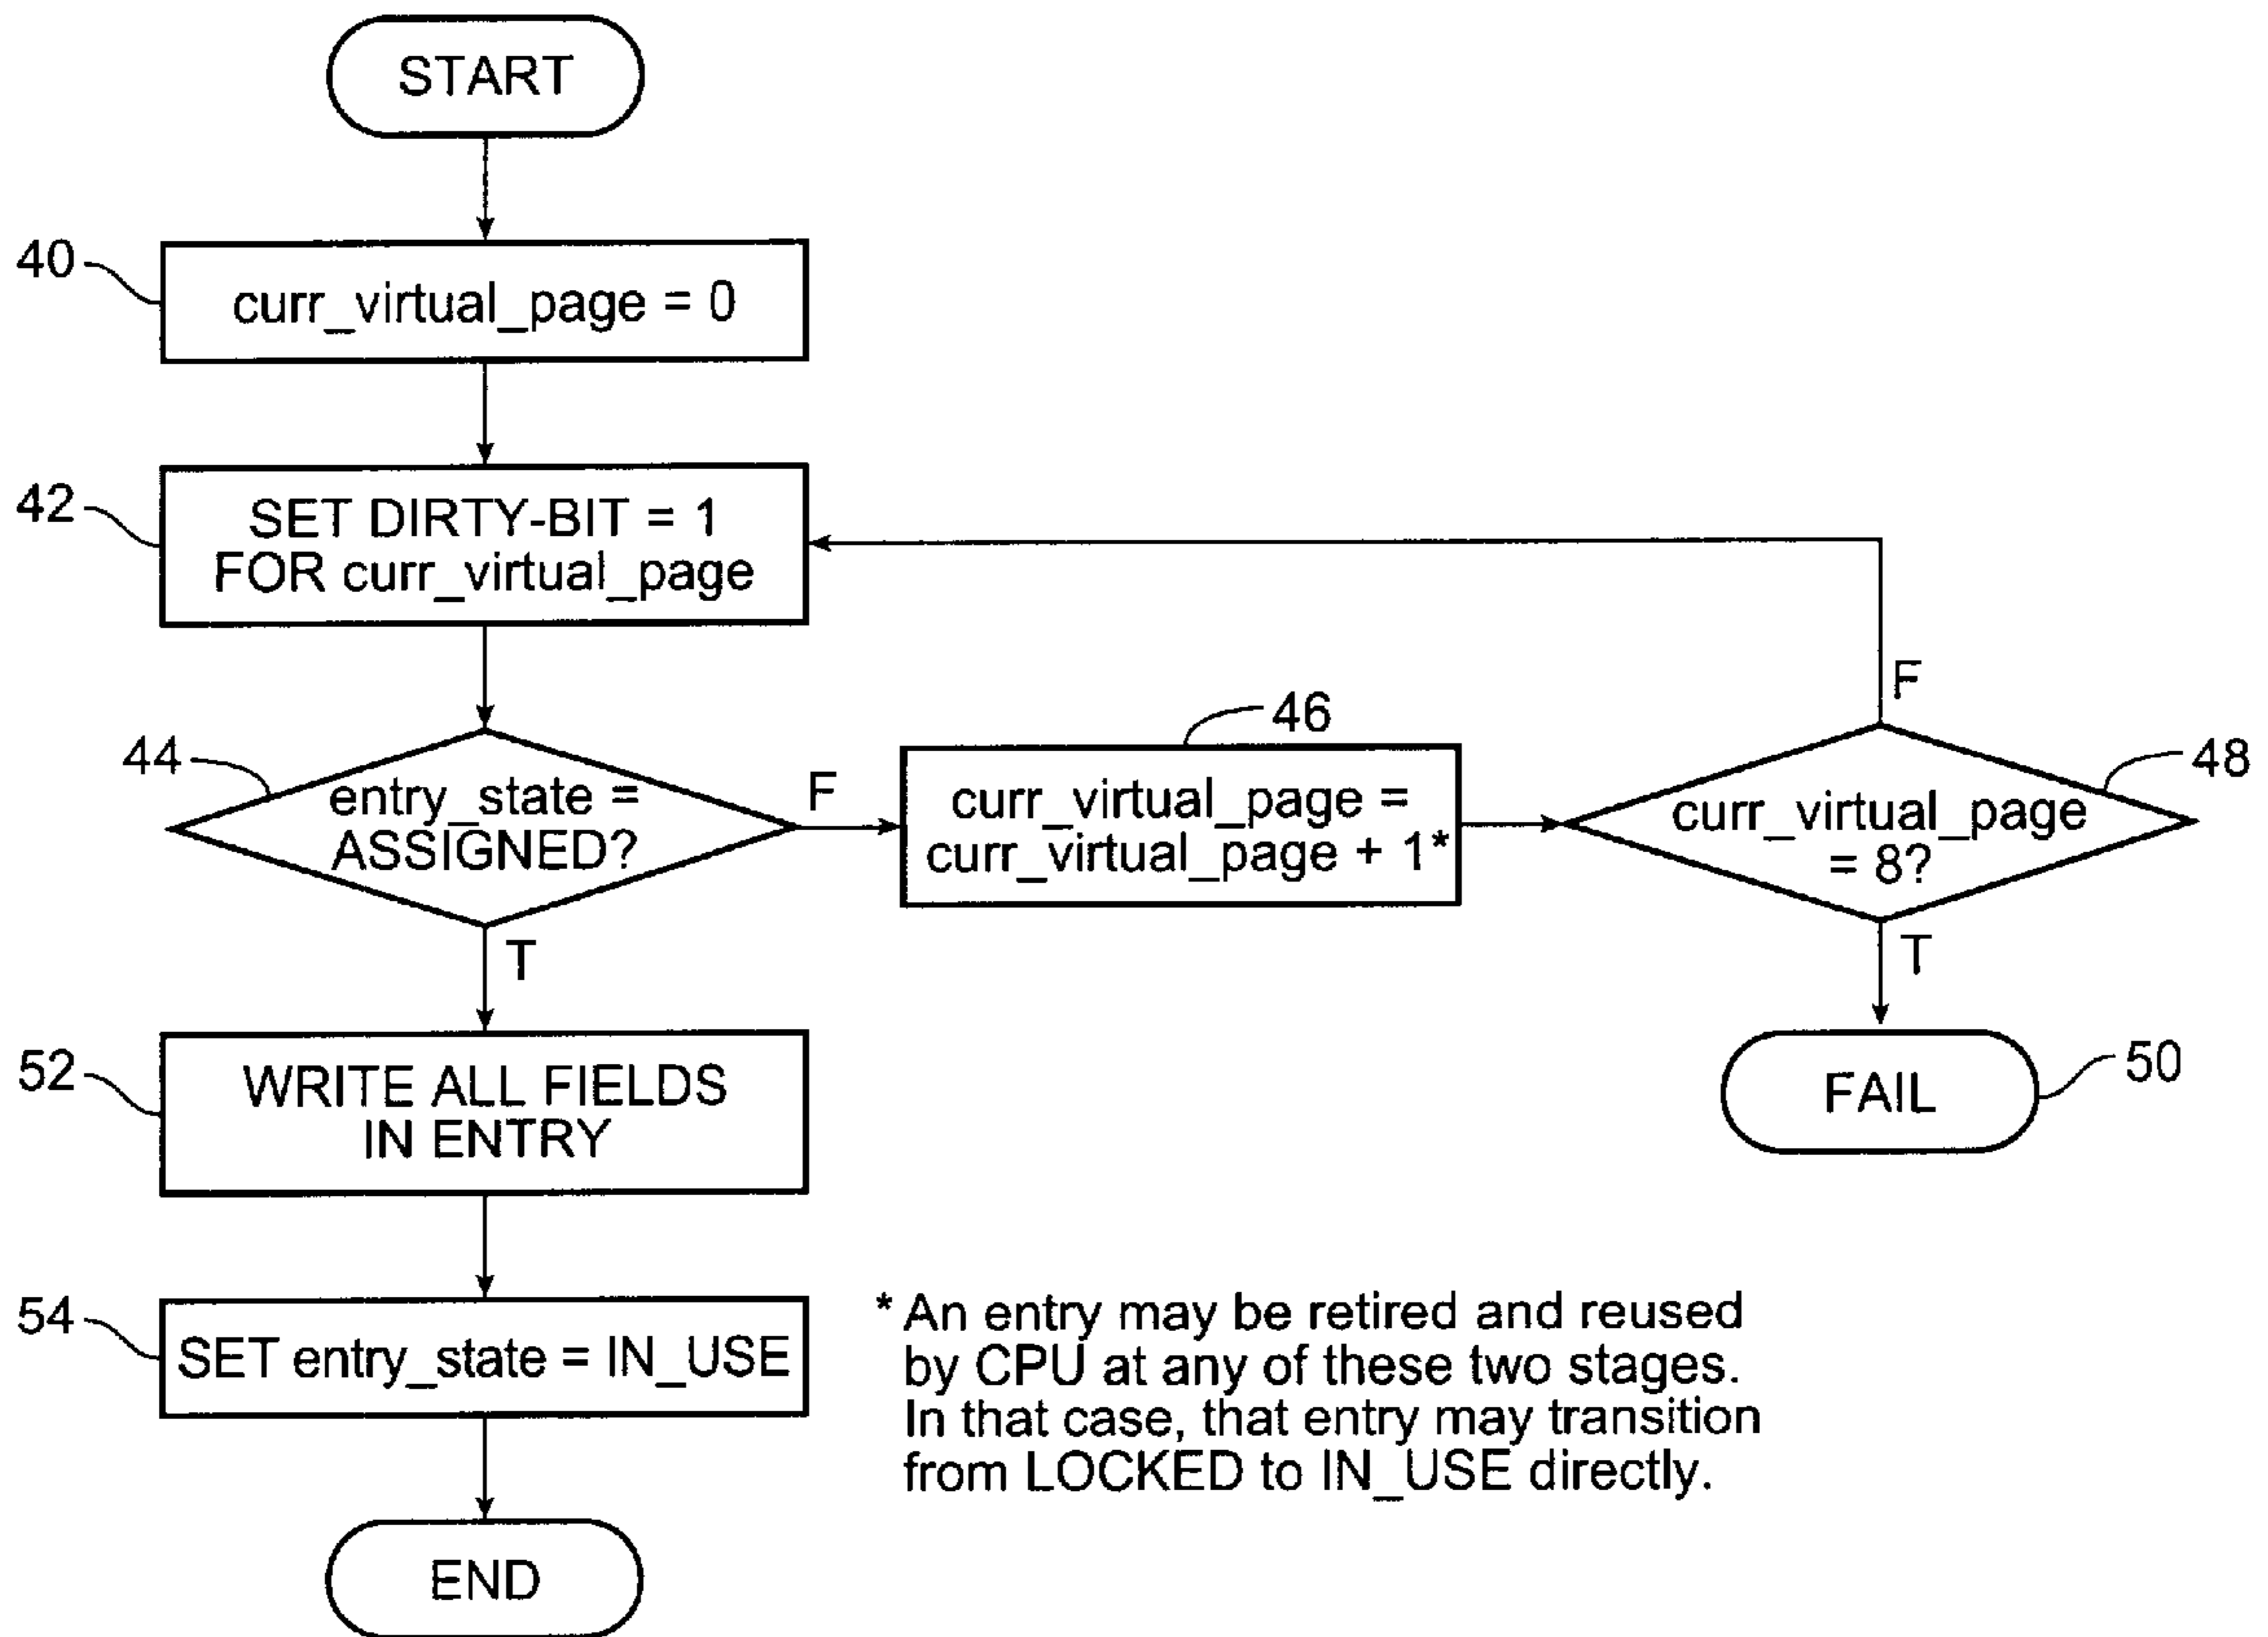 START
40
curr_virtual_page = 0
42
SET DIRTY-BIT = 1
FOR curr_virtual_page
F
44
entry_state =
ASSIGNED?
F
46
curr_virtual_page =
curr_virtual_page + 1*
48
curr_virtual_page
= 8?
T
T
52
WRITE ALL FIELDS
IN ENTRY
FAIL
50
54
SET entry_state = IN_USE
* An entry may be retired and reused
by CPU at any of these two stages.
In that case, that entry may transition
from LOCKED to IN_USE directly.
END